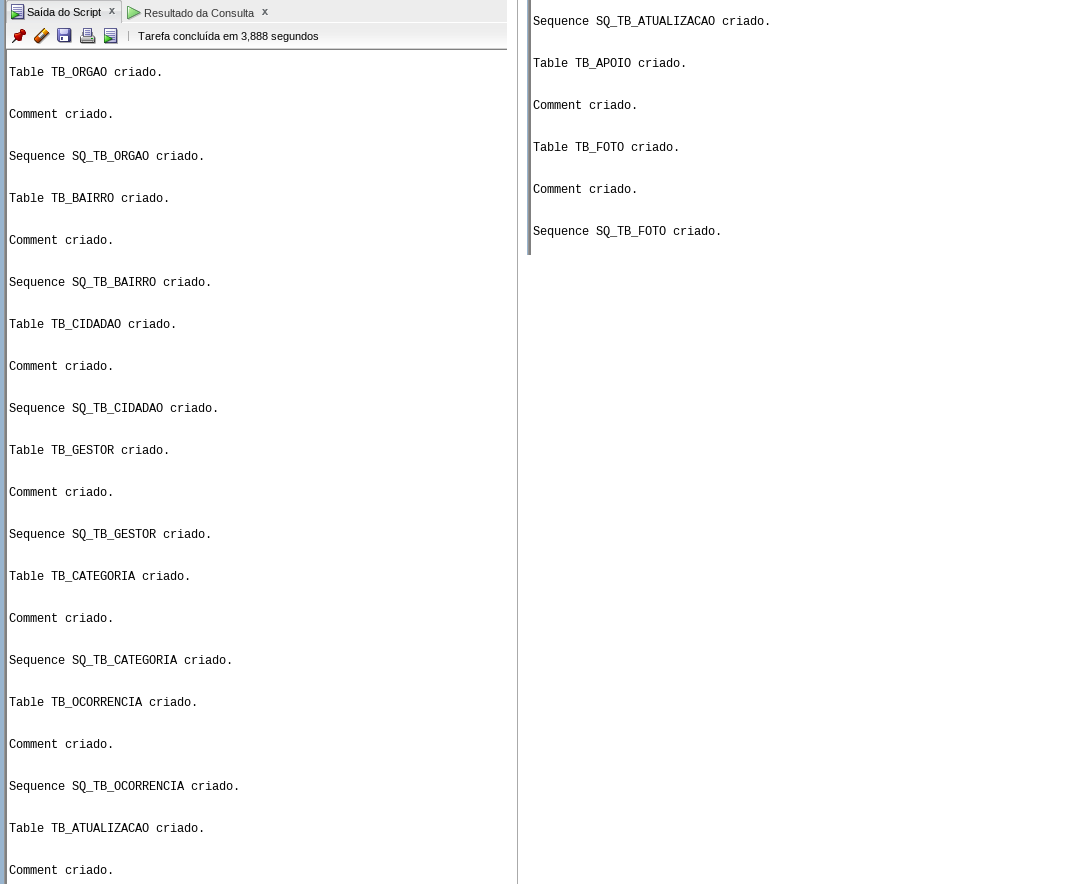 Saída do Script x Resultado da Consulta x
Tarefa concluída em 3,888 segundos
Table TB_ORGAO criado.
Comment criado.
Sequence SQ_TB_ORGAO criado.
Table TB_BAIRRO criado.
Comment criado.
Sequence SQ_TB_BAIRRO criado.
Table TB_CIDADAO criado.
Comment criado.
Sequence SQ_TB_CIDADAO criado.
Table TB_GESTOR criado.
Comment criado.
Sequence SQ_TB_GESTOR criado.
Table TB_CATEGORIA criado.
Comment criado.
Sequence SQ_TB_CATEGORIA criado.
Table TB_OCORRENCIA criado.
Comment criado.
Sequence SQ_TB_OCORRENCIA criado.
Table TB_ATUALIZACAO criado.
Comment criado.
Sequence SQ_TB_ATUALIZACAO criado.
Table TB_APOIO criado.
Comment criado.
Table TB_FOTO criado.
Comment criado.
Sequence SQ_TB_FOTO criado.